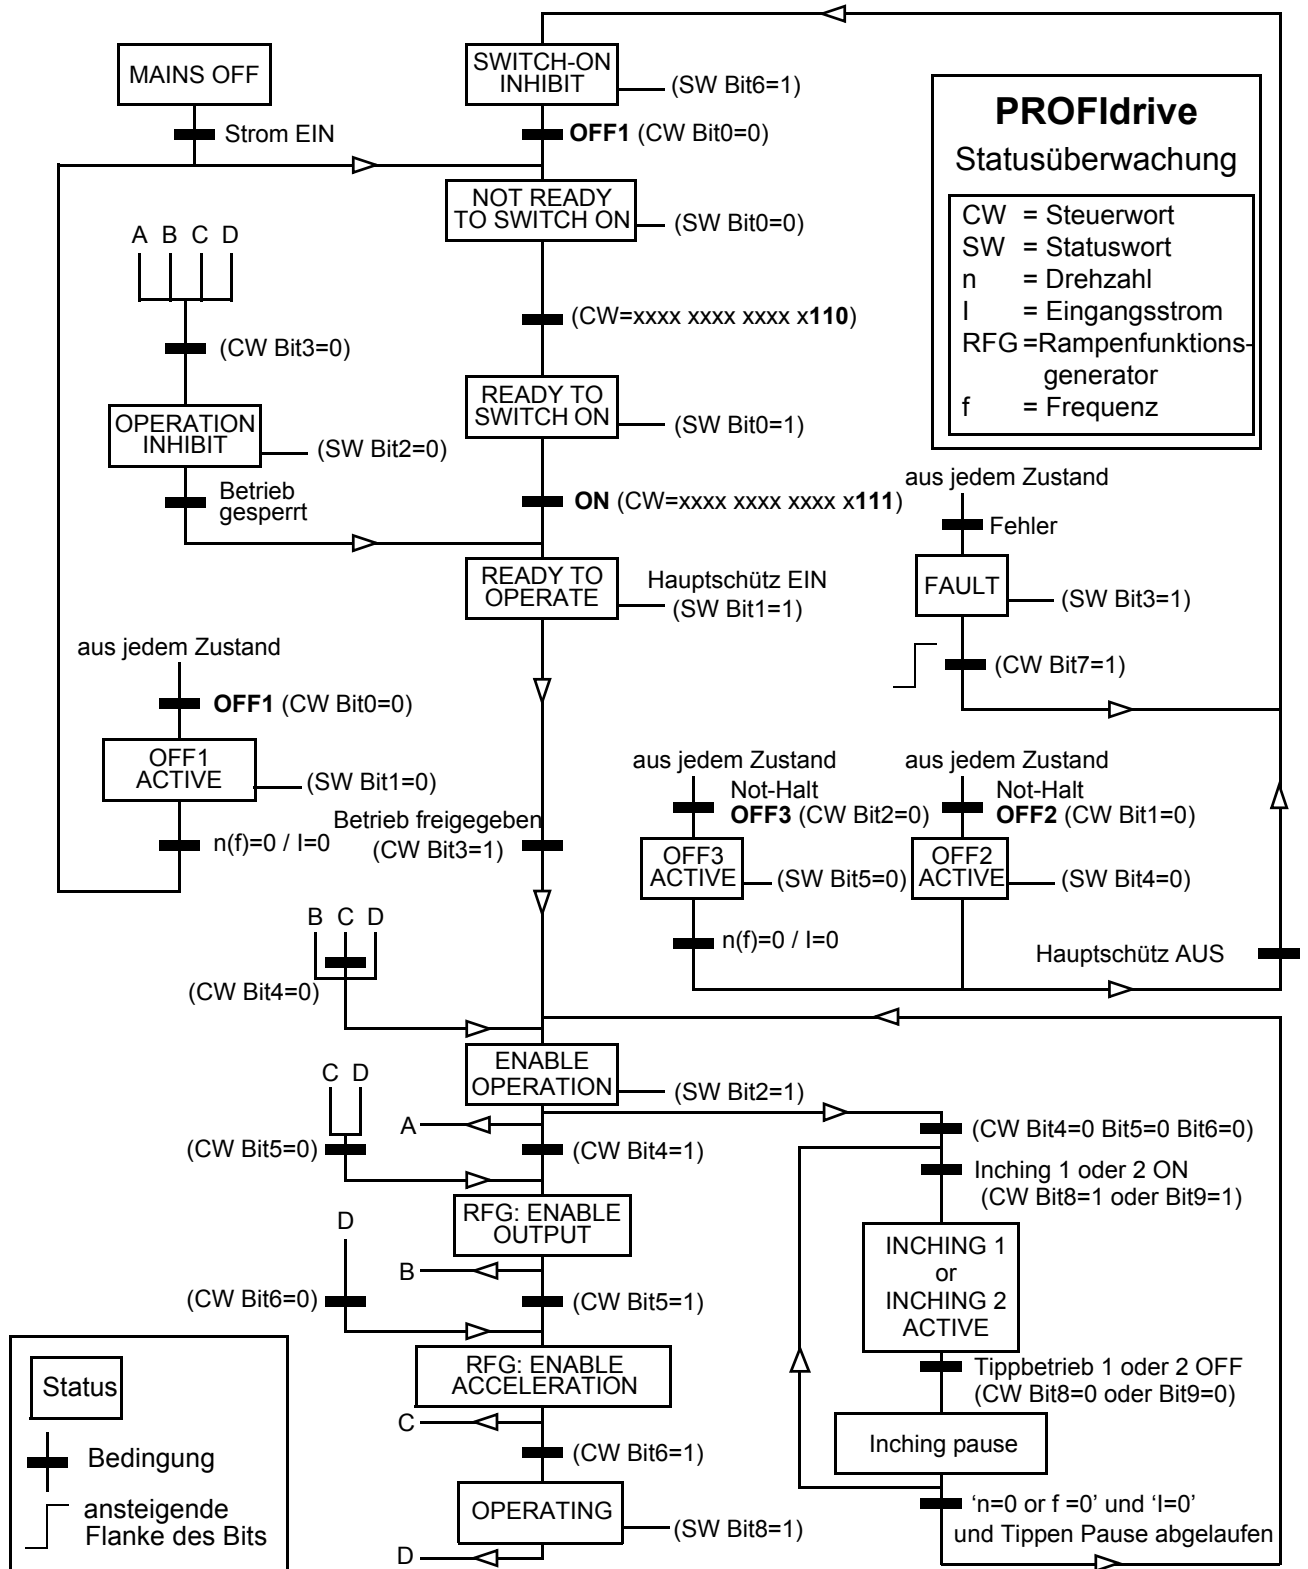 MAINS OFF
Strom EIN
SWITCH-ON
INHIBIT
(SW Bit6=1)
OFF1 (CW Bit0=0)
PROFIdrive
Statusüberwachung
CW = Steuerwort
SW = Statuswort
n = Drehzahl
I = Eingangsstrom
RFG =Rampenfunktions-
generator
f = Frequenz
NOT READY
TO SWITCH ON
(SW Bit0=0)
A B C D
(CW Bit3=0)
(CW=xxxx xxxx xxxx x110)
OPERATION
INHIBIT
(SW Bit2=0)
READY TO
SWITCH ON
(SW Bit0=1)
Betrieb
gesperrt
ON (CW=xxxx xxxx xxxx x111)
READY TO
OPERATE
Hauptschütz EIN
(SW Bit1=1)
aus jedem Zustand
Fehler
FAULT
(SW Bit3=1)
(CW Bit7=1)
aus jedem Zustand
OFF1 (CW Bit0=0)
OFF1
ACTIVE
(SW Bit1=0)
n(f)=0 / I=0
Betrieb freigegeben
(CW Bit3=1)
aus jedem Zustand
Not-Halt
OFF3 (CW Bit2=0)
OFF3
ACTIVE
(SW Bit5=0)
n(f)=0 / I=0
aus jedem Zustand
Not-Halt
OFF2 (CW Bit1=0)
OFF2
ACTIVE
(SW Bit4=0)
Hauptschütz AUS
B C D
(CW Bit4=0)
ENABLE
OPERATION
(SW Bit2=1)
C D
A
(CW Bit5=0)
(CW Bit4=1)
(CW Bit4=0 Bit5=0 Bit6=0)
Inching 1 oder 2 ON
(CW Bit8=1 oder Bit9=1)
RFG: ENABLE
OUTPUT
D
B
(CW Bit6=0)
(CW Bit5=1)
INCHING 1
or
INCHING 2
ACTIVE
RFG: ENABLE
ACCELERATION
Tippbetrieb 1 oder 2 OFF
(CW Bit8=0 oder Bit9=0)
C
(CW Bit6=1)
Inching pause
OPERATING
(SW Bit8=1)
D
‘n=0 or f =0’ und ‘I=0’
und Tippen Pause abgelaufen
Status
Bedingung
ansteigende
Flanke des Bits